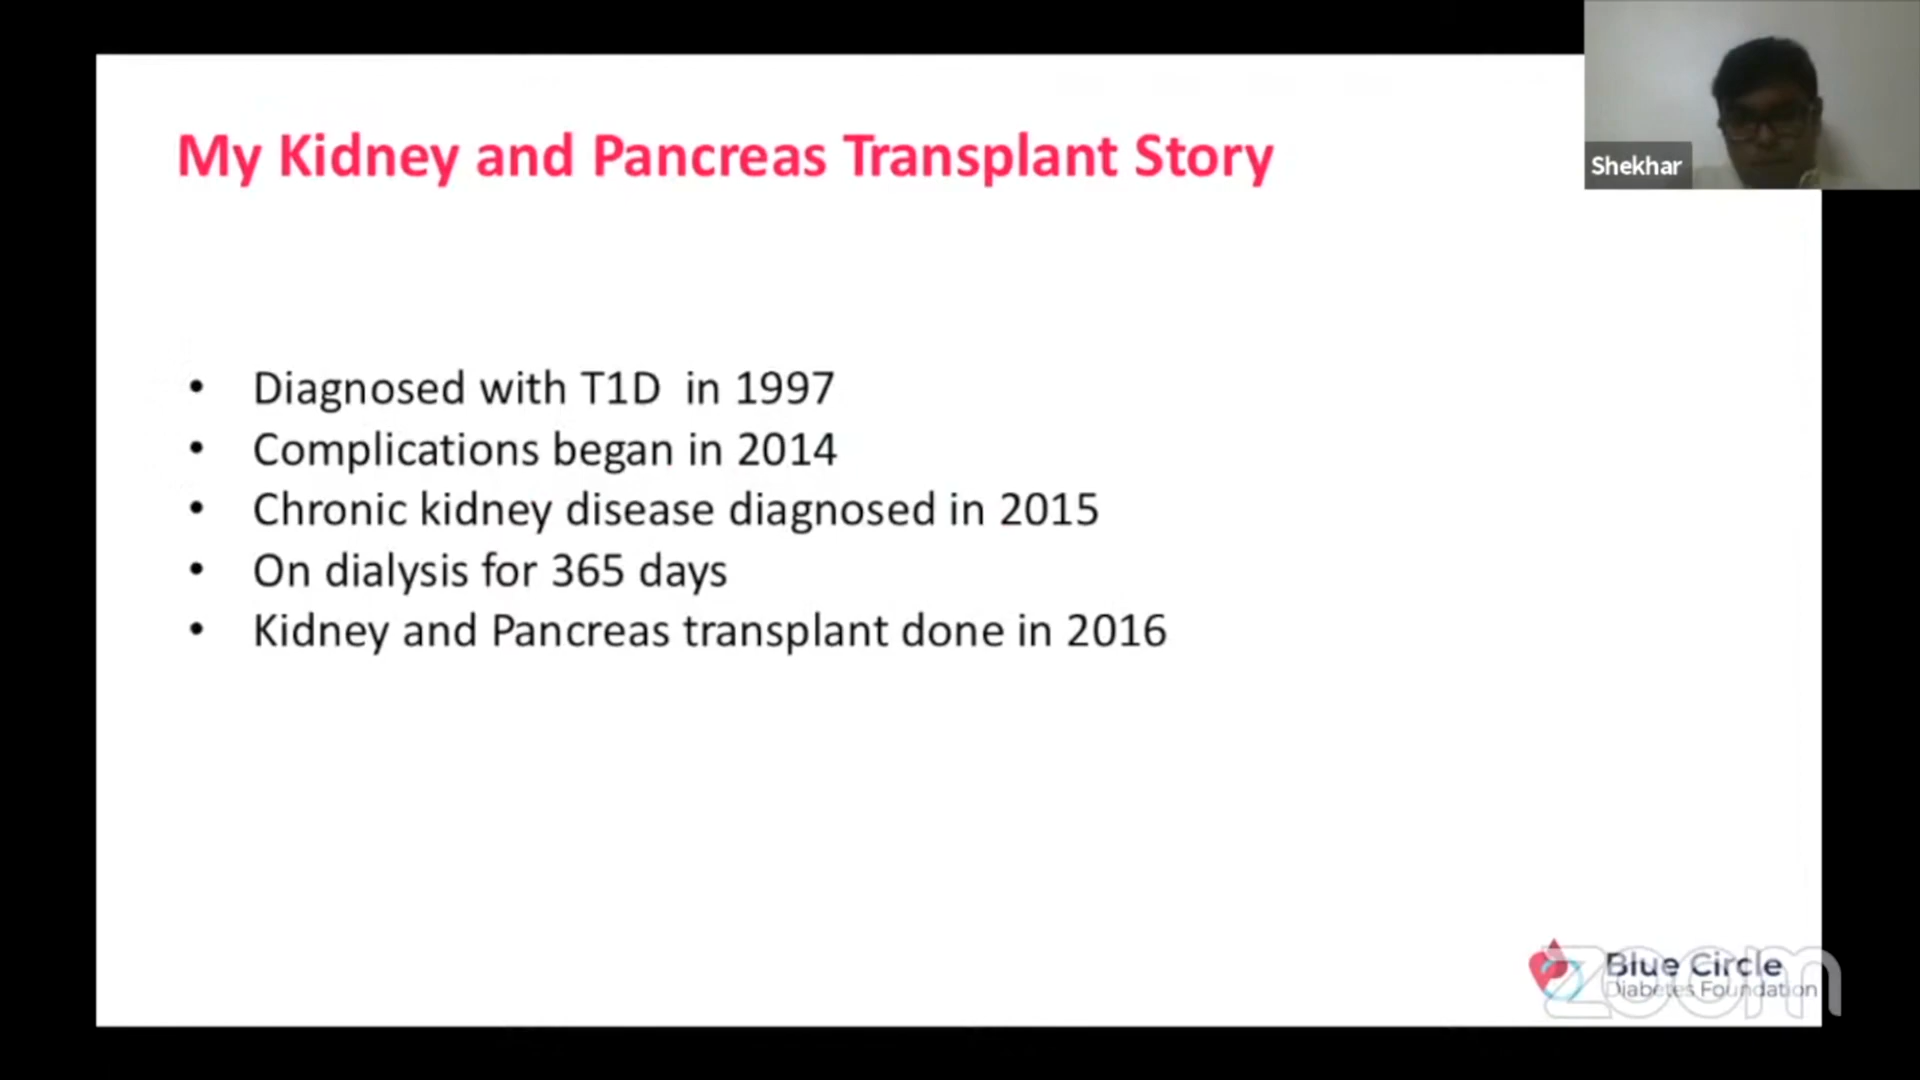 My Kidney and Pancreas Transplant Story
Shekhar
• Diagnosed with T1D in 1997
• Complications began in 2014
• Chronic kidney disease diagnosed in 2015
• On dialysis for 365 days
• Kidney and Pancreas transplant done in 2016
Blue Circle
Diabetes Foundation
zoom